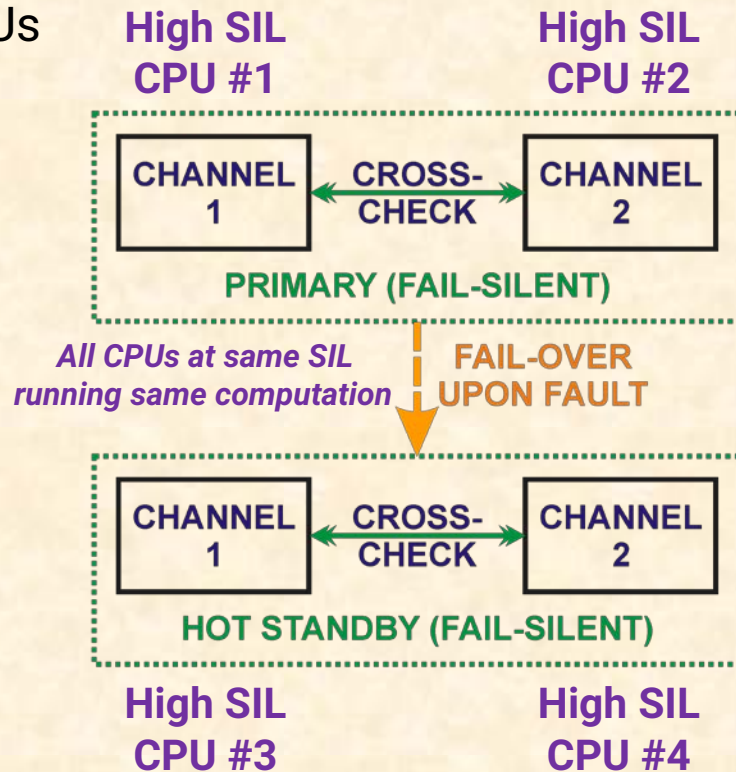 Us
High SIL
CPU #1
High SIL
CPU #2
CHANNEL
1
CROSS-
CHECK
CHANNEL
2
PRIMARY (FAIL-SILENT)
All CPUs at same SIL
running same computation
FAIL-OVER
UPON FAULT
CHANNEL
1
CROSS-
CHECK
CHANNEL
2
HOT STANDBY (FAIL-SILENT)
High SIL
CPU #3
High SIL
CPU #4